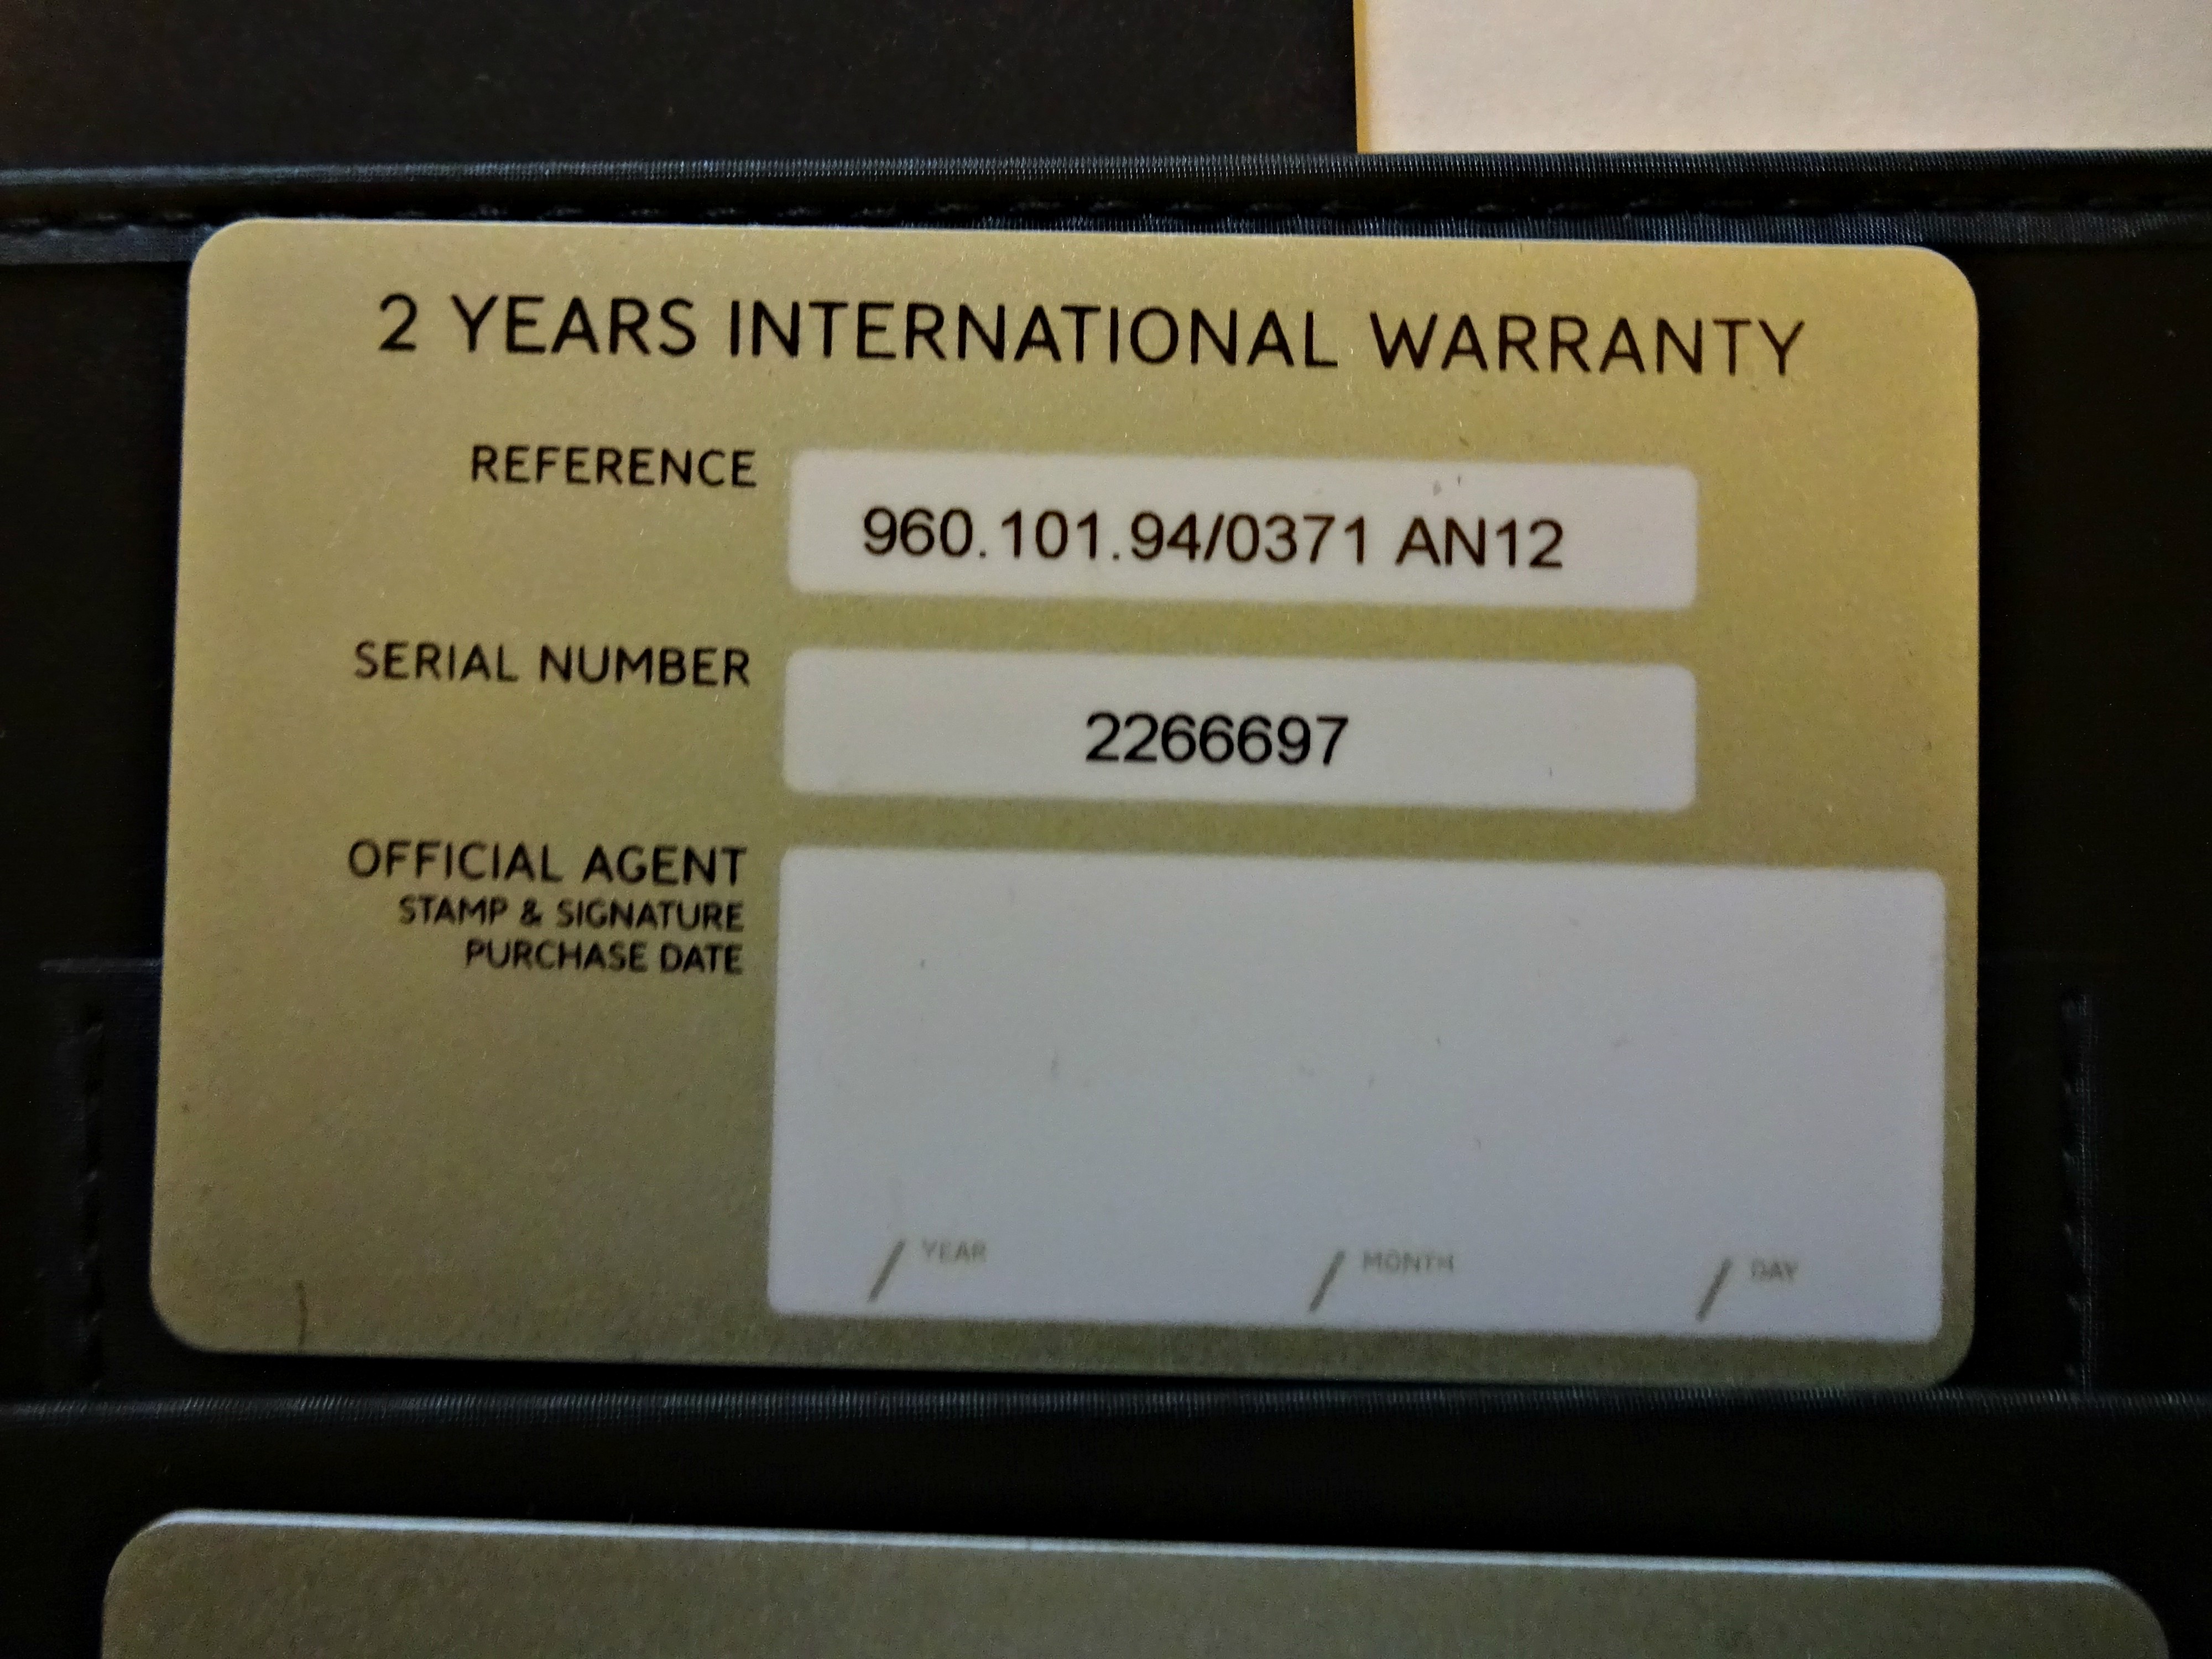 2 YEARS INTERNATIONAL WARRANTY
REFERENCE
960.101.94/0371 AN12
SERIAL NUMBER
2266697
OFFICIAL AGENT
STAMP & SIGNATURE
PURCHASE DATE
/ YEAR / MONTH / DAY